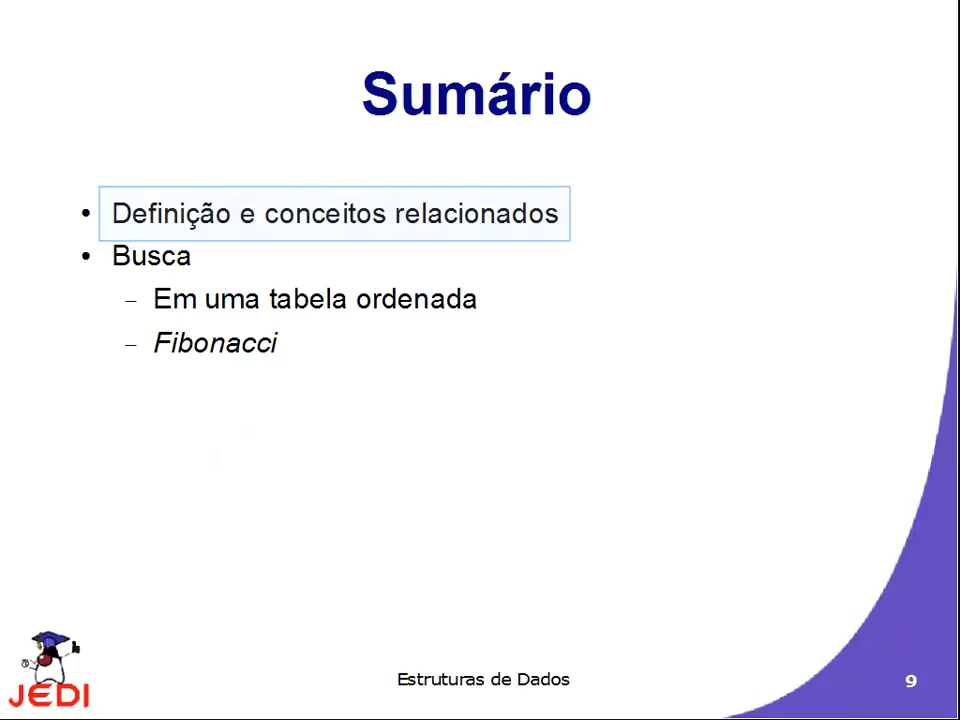 Sumário
• Definição e conceitos relacionados
• Busca
– Em uma tabela ordenada
– Fibonacci
JEDI
Estruturas de Dados
9